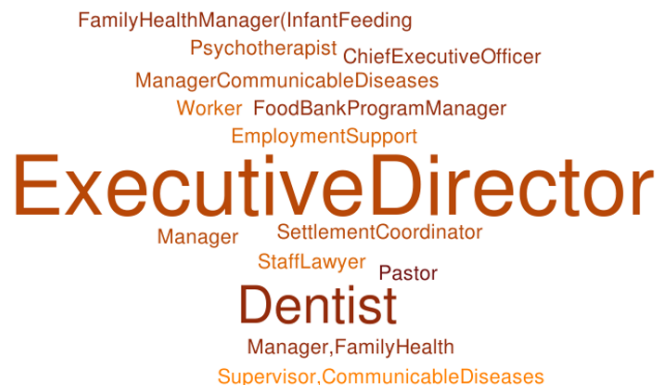 FamilyHealthManager(InfantFeeding
Psychotherapist ChiefExecutiveOfficer
ManagerCommunicableDiseases
Worker FoodBankProgramManager
EmploymentSupport
ExecutiveDirector
Manager SettlementCoordinator
StaffLawyer Pastor
Dentist
Manager,FamilyHealth
Supervisor,CommunicableDiseases